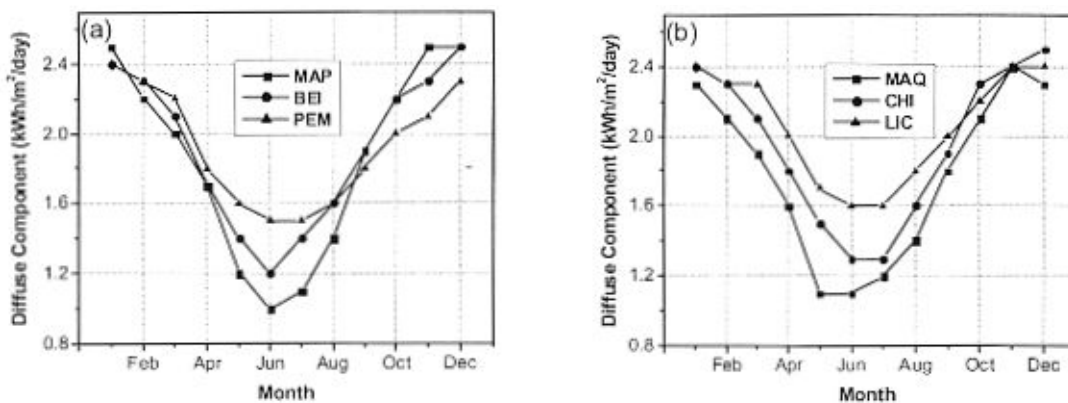 (a)
MAP
BEI
PEM
2.4
2.0
1.6
1.2
0.8
Diffuse Component (kWh/m²/day)
Feb Apr Jun Aug Oct Dec
Month
(b)
MAQ
CHI
LIC
2.4
2.0
1.6
1.2
0.8
Diffuse Component (kWh/m²/day)
Feb Apr Jun Aug Oct Dec
Month